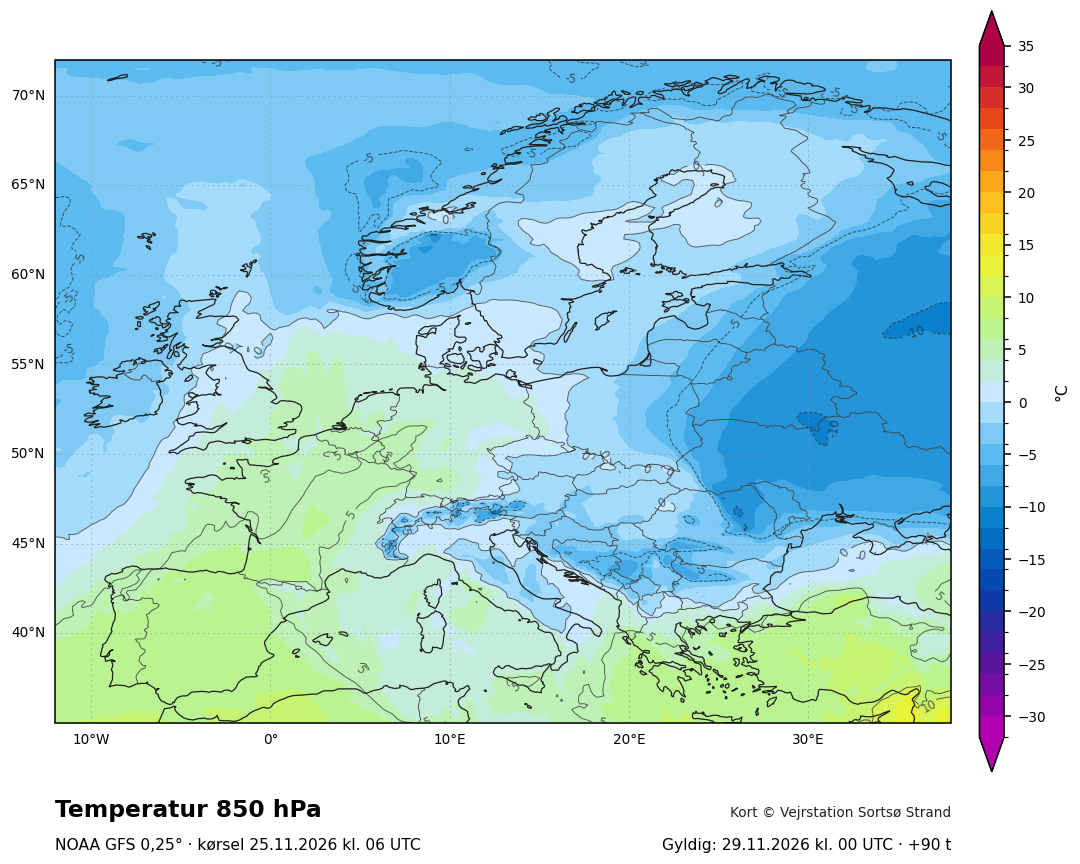 70°N
65°N
60°N
55°N
50°N
45°N
40°N
10°W
0°
10°E
20°E
30°E
35
30
25
20
15
10
5
0
−5
−10
−15
−20
−25
−30
°C
Temperatur 850 hPa
Kort © Vejrstation Sortsø Strand
NOAA GFS 0,25° · kørsel 25.11.2026 kl. 06 UTC
Gyldig: 29.11.2026 kl. 00 UTC · +90 t